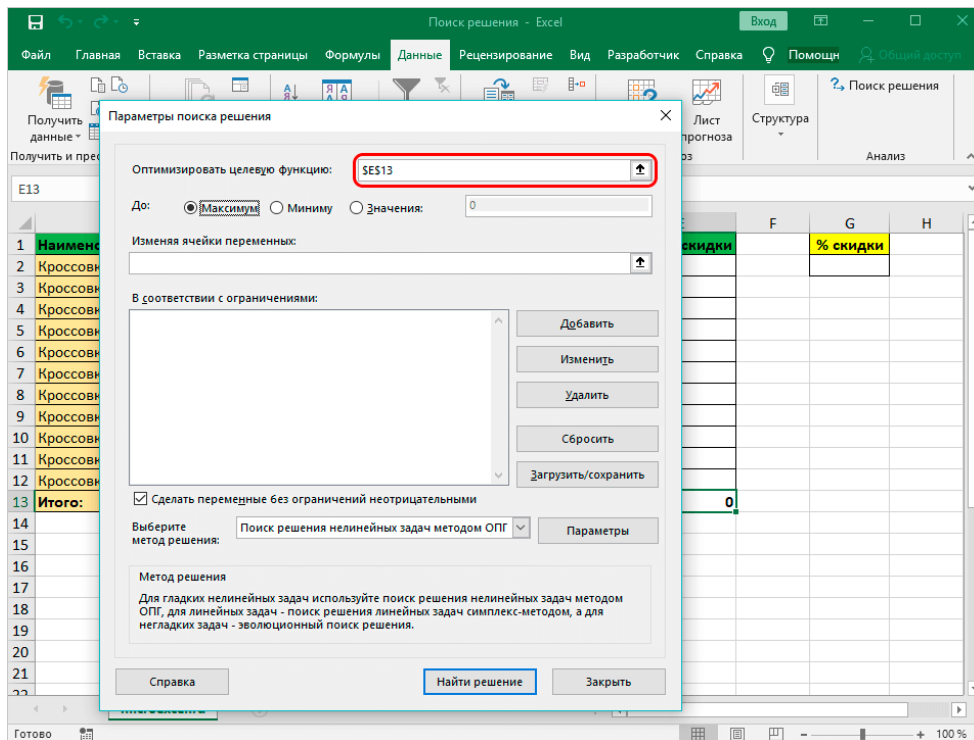 Поиск решения - Excel
Вход
Файл Главная Вставка Разметка страницы Формулы Данные Рецензирование Вид Разработчик Справка Помощн Общий доступ
Получить данные
Получить и прес
Лист прогноза
Структура
Поиск решения
Анализ
E13
Параметры поиска решения
Оптимизировать целевую функцию: $E$13
До: Максимум Миниму Значения: 0
Изменяя ячейки переменных:
В соответствии с ограничениями:
Добавить
Изменить
Удалить
Сбросить
Загрузить/сохранить
Сделать переменные без ограничений неотрицательными
Выберите
метод решения:
Поиск решения нелинейных задач методом ОПГ
Параметры
Метод решения
Для гладких нелинейных задач используйте поиск решения нелинейных задач методом
ОПГ, для линейных задач - поиск решения линейных задач симплекс-методом, а для
негладких задач - эволюционный поиск решения.
Справка
Найти решение
Закрыть
F G H
1 Наимено скидки % скидки
2 Кроссовк
3 Кроссовк
4 Кроссовк
5 Кроссовк
6 Кроссовк
7 Кроссовк
8 Кроссовк
9 Кроссовк
10 Кроссовк
11 Кроссовк
12 Кроссовк
13 Итого: 0
14
15
16
17
18
19
20
21
22
Готово
100 %